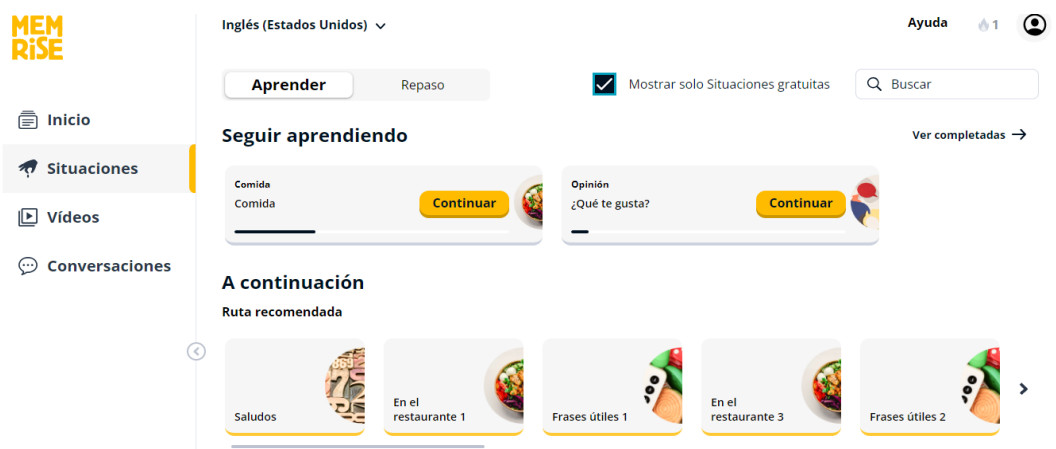 MEM
RiSE
Inglés (Estados Unidos)
Ayuda
1
Aprender
Repaso
Mostrar solo Situaciones gratuitas
Buscar
Inicio
Situaciones
Vídeos
Conversaciones
Seguir aprendiendo
Ver completadas →
Comida
Comida
Continuar
Opinión
¿Qué te gusta?
Continuar
A continuación
Ruta recomendada
Saludos
En el
restaurante 1
Frases útiles 1
En el
restaurante 3
Frases útiles 2